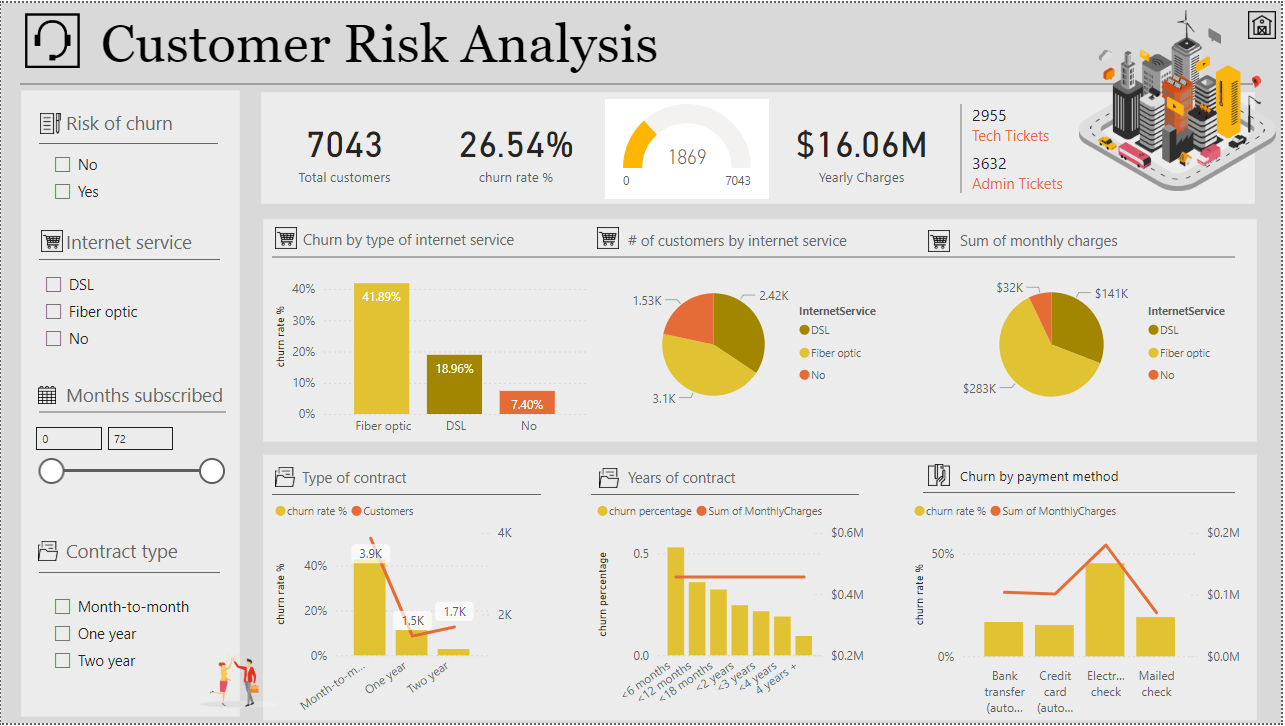 Customer Risk Analysis
Risk of churn
No
Yes
Internet service
DSL
Fiber optic
No
Months subscribed
0
72
Contract type
Month-to-month
One year
Two year
7043
Total customers
26.54%
churn rate %
1869
0
7043
$16.06M
Yearly Charges
2955
Tech Tickets
3632
Admin Tickets
Churn by type of internet service
churn rate %
40%
30%
20%
10%
0%
41.89%
18.96%
7.40%
Fiber optic
DSL
No
# of customers by internet service
1.53K
2.42K
3.1K
InternetService
DSL
Fiber optic
No
Sum of monthly charges
$32K
$141K
$283K
InternetService
DSL
Fiber optic
No
Type of contract
churn rate %
Customers
churn rate %
40%
20%
0%
3.9K
1.5K
1.7K
4K
2K
Month-to-m...
One year
Two year
Years of contract
churn percentage
Sum of MonthlyCharges
churn percentage
0.5
0.0
$0.6M
$0.4M
$0.2M
<6 months
<12 months
<18 months
<2 years
<3 years
<4 years
4 years +
Churn by payment method
churn rate %
Sum of MonthlyCharges
churn rate %
50%
0%
$0.2M
$0.1M
$0.0M
Bank
transfer
(auto...
Credit
card
(auto...
Electr...
check
Mailed
check